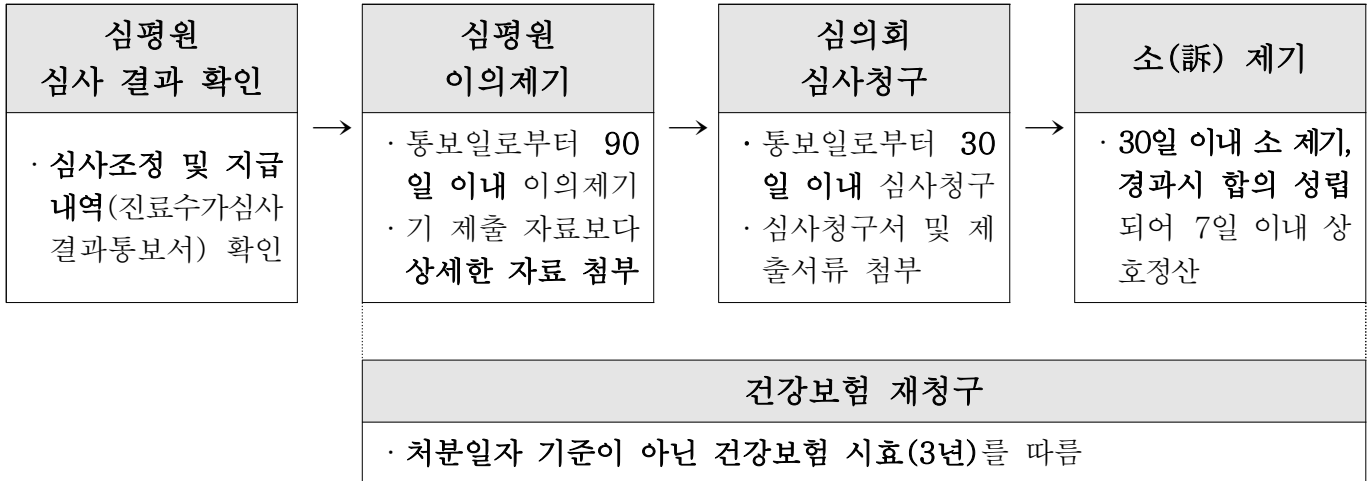 심평원
심사 결과 확인
· 심사조정 및 지급
내역(진료수가심사
결과통보서) 확인
→
심평원
이의제기
· 통보일로부터 90
일 이내 이의제기
· 기 제출 자료보다
상세한 자료 첨부
→
심의회
심사청구
· 통보일로부터 30
일 이내 심사청구
· 심사청구서 및 제
출서류 첨부
→
소(訴) 제기
· 30일 이내 소 제기,
경과시 합의 성립
되어 7일 이내 상
호정산
건강보험 재청구
· 처분일자 기준이 아닌 건강보험 시효(3년)를 따름